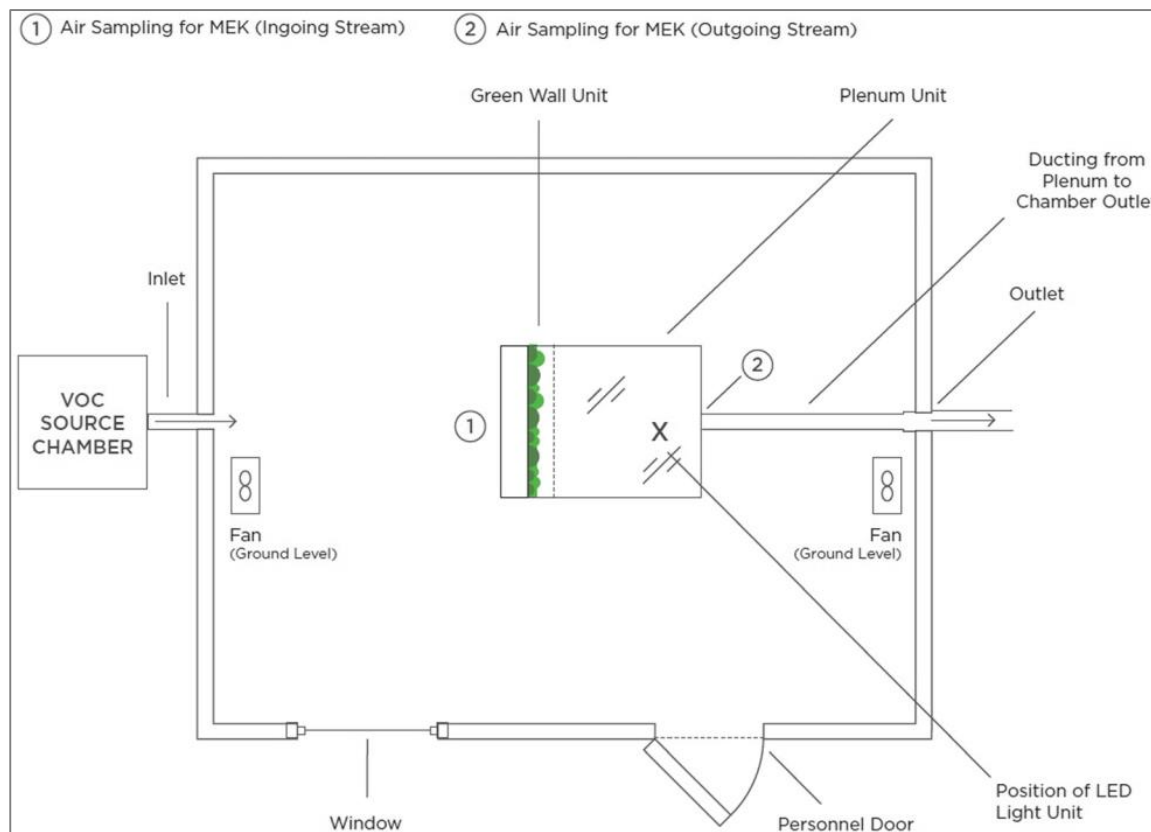 1 Air Sampling for MEK (Ingoing Stream)
2 Air Sampling for MEK (Outgoing Stream)
Green Wall Unit
Plenum Unit
Ducting from
Plenum to
Chamber Outle
Inlet
Outlet
VOC
SOURCE
CHAMBER
1
2
X
Fan
(Ground Level)
Fan
(Ground Level)
Window
Personnel Door
Position of LED
Light Unit